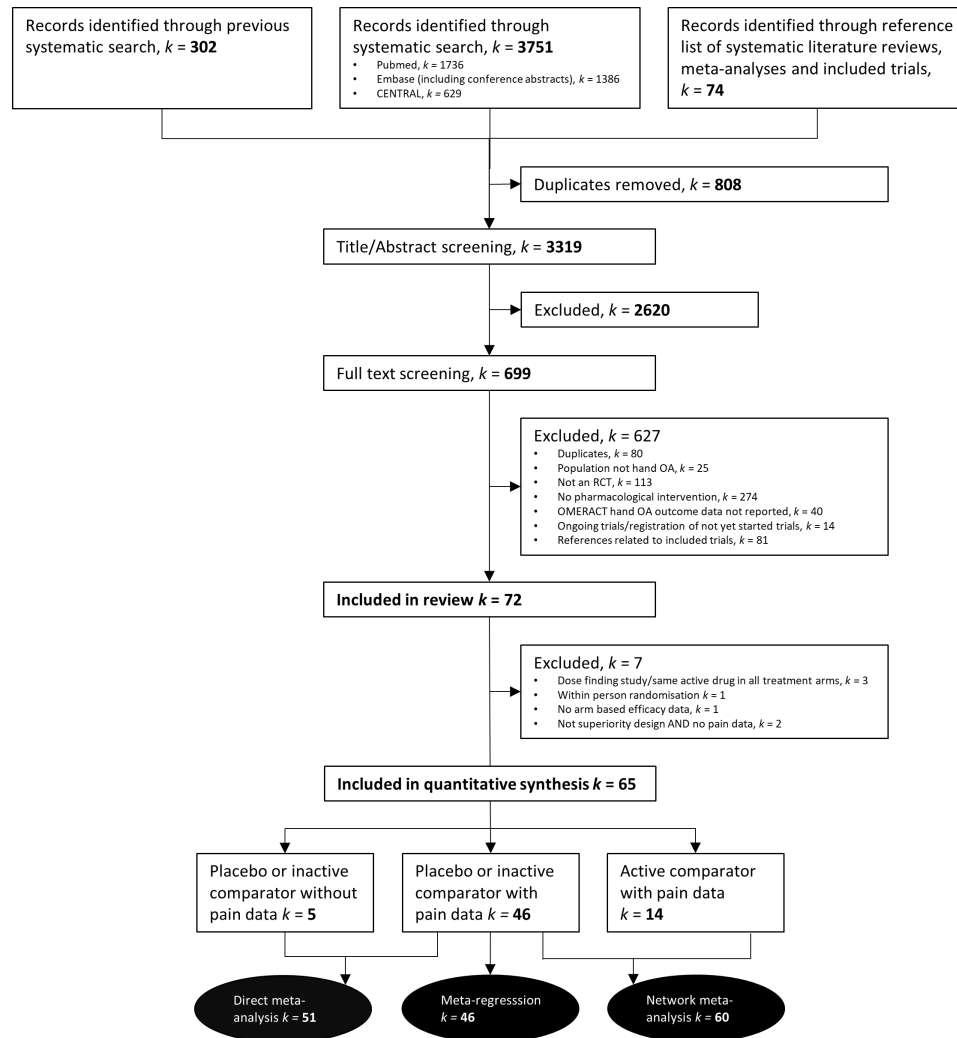 Records identified through previous
systematic search, k = 302
Records identified through
systematic search, k = 3751
• Pubmed, k = 1736
• Embase (including conference abstracts), k = 1386
• CENTRAL, k = 629
Records identified through reference
list of systematic literature reviews,
meta-analyses and included trials,
k = 74
Duplicates removed, k = 808
Title/Abstract screening, k = 3319
Excluded, k = 2620
Full text screening, k = 699
Excluded, k = 627
• Duplicates, k = 80
• Population not hand OA, k = 25
• Not an RCT, k = 113
• No pharmacological intervention, k = 274
• OMERACT hand OA outcome data not reported, k = 40
• Ongoing trials/registration of not yet started trials, k = 14
• References related to included trials, k = 81
Included in review k = 72
Excluded, k = 7
• Dose finding study/same active drug in all treatment arms, k = 3
• Within person randomisation k = 1
• No arm based efficacy data, k = 1
• Not superiority design AND no pain data, k = 2
Included in quantitative synthesis k = 65
Placebo or inactive
comparator without
pain data k = 5
Placebo or inactive
comparator with
pain data k = 46
Active comparator
with pain data
k = 14
Direct meta-
analysis k = 51
Meta-regresssion
k = 46
Network meta-
analysis k = 60